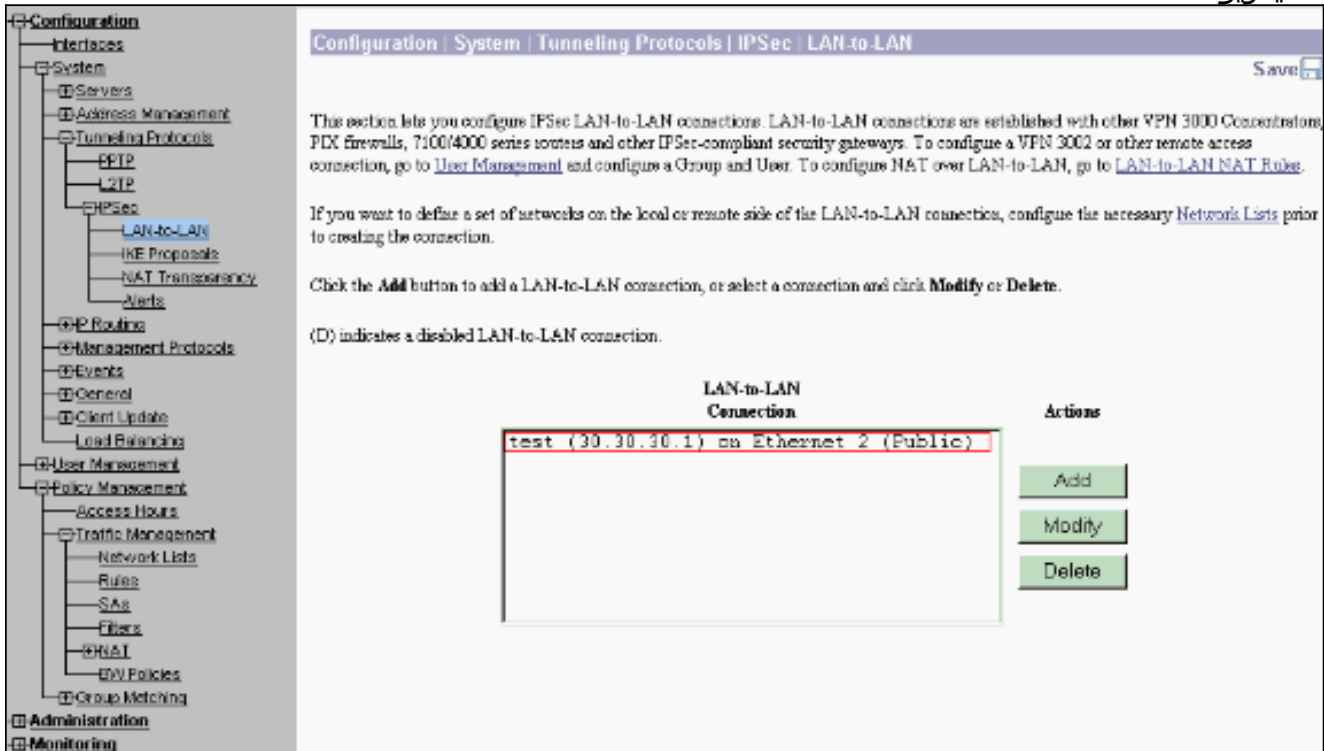 Configuration
Interfaces
System
Servers
Address Management
Tunneling Protocols
PPTP
L2TP
IPSec
LAN-to-LAN
IKE Proposals
NAT Transparency
Alerts
IP Routing
Management Protocols
Events
General
Client Update
Load Balancing
User Management
Policy Management
Access Hours
Traffic Management
Network Lists
Rules
SAs
Filters
NAT
BW Policies
Group Matching
Administration
Monitoring
Configuration | System | Tunneling Protocols | IPSec | LAN-to-LAN
Save
This section lets you configure IPSec LAN-to-LAN connections. LAN-to-LAN connections are established with other VPN 3000 Concentrators,
PIX firewalls, 7100/4000 series routers and other IPSec-compliant security gateways. To configure a VPN 3002 or other remote access
connection, go to User Management and configure a Group and User. To configure NAT over LAN-to-LAN, go to LAN-to-LAN NAT Rules.
If you want to define a set of networks on the local or remote side of the LAN-to-LAN connection, configure the necessary Network Lists prior
to creating the connection.
Click the Add button to add a LAN-to-LAN connection, or select a connection and click Modify or Delete.
(D) indicates a disabled LAN-to-LAN connection.
LAN-to-LAN
Connection
Actions
test (30.30.30.1) on Ethernet 2 (Public)
Add
Modify
Delete